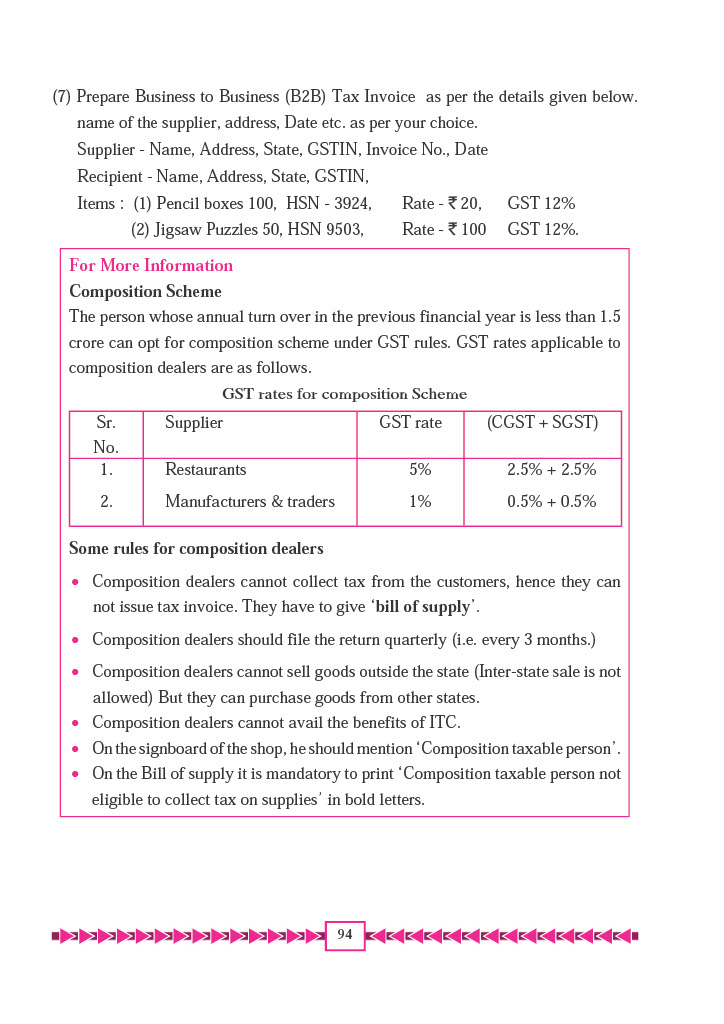 (7) Prepare Business to Business (B2B) Tax Invoice as per the details given below.
name of the supplier, address, Date etc. as per your choice.
Supplier - Name, Address, State, GSTIN, Invoice No., Date
Recipient - Name, Address, State, GSTIN,
Items : (1) Pencil boxes 100, HSN - 3924, Rate - ₹ 20, GST 12%
(2) Jigsaw Puzzles 50, HSN 9503, Rate - ₹ 100 GST 12%.
For More Information
Composition Scheme
The person whose annual turn over in the previous financial year is less than 1.5
crore can opt for composition scheme under GST rules. GST rates applicable to
composition dealers are as follows.
GST rates for composition Scheme
Sr. Supplier GST rate (CGST + SGST)
No.
1. Restaurants 5% 2.5% + 2.5%
2. Manufacturers & traders 1% 0.5% + 0.5%
Some rules for composition dealers
• Composition dealers cannot collect tax from the customers, hence they can
not issue tax invoice. They have to give ‘bill of supply’.
• Composition dealers should file the return quarterly (i.e. every 3 months.)
• Composition dealers cannot sell goods outside the state (Inter-state sale is not
allowed) But they can purchase goods from other states.
• Composition dealers cannot avail the benefits of ITC.
• On the signboard of the shop, he should mention ‘Composition taxable person’.
• On the Bill of supply it is mandatory to print ‘Composition taxable person not
eligible to collect tax on supplies’ in bold letters.
94